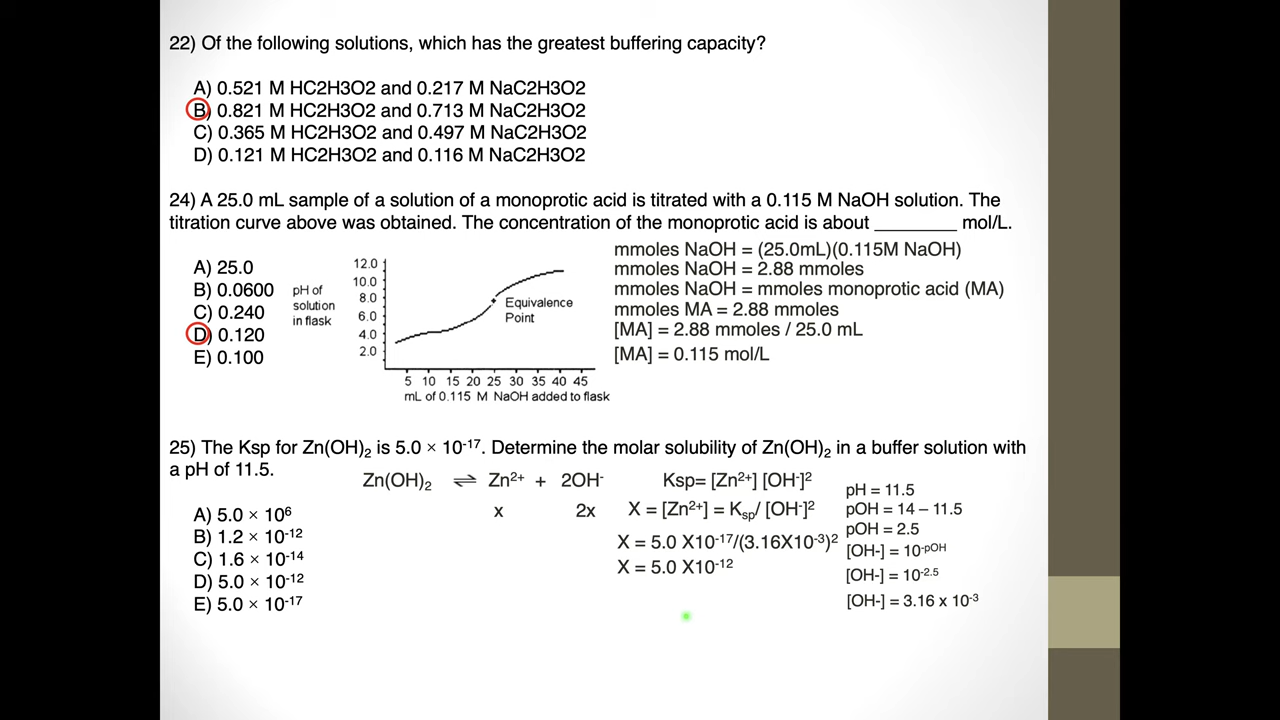 22) Of the following solutions, which has the greatest buffering capacity?
A) 0.521 M HC2H3O2 and 0.217 M NaC2H3O2
B) 0.821 M HC2H3O2 and 0.713 M NaC2H3O2
C) 0.365 M HC2H3O2 and 0.497 M NaC2H3O2
D) 0.121 M HC2H3O2 and 0.116 M NaC2H3O2
24) A 25.0 mL sample of a solution of a monoprotic acid is titrated with a 0.115 M NaOH solution. The
titration curve above was obtained. The concentration of the monoprotic acid is about ________ mol/L.
A) 25.0
B) 0.0600
C) 0.240
D) 0.120
E) 0.100
pH of
solution
in flask
12.0
10.0
8.0
6.0
4.0
2.0
Equivalence
Point
5 10 15 20 25 30 35 40 45
mL of 0.115 M NaOH added to flask
mmoles NaOH = (25.0mL)(0.115M NaOH)
mmoles NaOH = 2.88 mmoles
mmoles NaOH = mmoles monoprotic acid (MA)
mmoles MA = 2.88 mmoles
[MA] = 2.88 mmoles / 25.0 mL
[MA] = 0.115 mol/L
25) The Ksp for Zn(OH)₂ is 5.0 × 10⁻¹⁷. Determine the molar solubility of Zn(OH)₂ in a buffer solution with
a pH of 11.5.
A) 5.0 × 10⁶
B) 1.2 × 10⁻¹²
C) 1.6 × 10⁻¹⁴
D) 5.0 × 10⁻¹²
E) 5.0 × 10⁻¹⁷
Zn(OH)₂ ⇌ Zn²⁺ + 2OH⁻
x 2x
Ksp= [Zn²⁺] [OH⁻]²
X = [Zn²⁺] = Kₛₚ/ [OH⁻]²
X = 5.0 X10⁻¹⁷/(3.16X10⁻³)²
X = 5.0 X10⁻¹²
pH = 11.5
pOH = 14 – 11.5
pOH = 2.5
[OH-] = 10⁻ᵖᴼᴴ
[OH-] = 10⁻²·⁵
[OH-] = 3.16 x 10⁻³